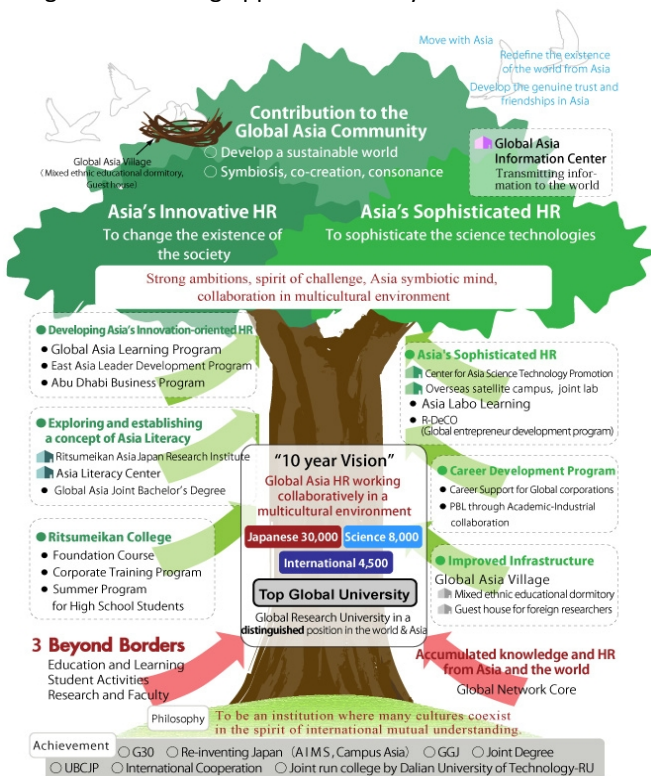 Move with Asia
Redefine the existence
of the world from Asia
Develop the genuine trust and
friendships in Asia
Contribution to the
Global Asia Community
○ Develop a sustainable world
○ Symbiosis, co-creation, consonance
Global Asia Village
(Mixed ethnic educational dormitory,
Guest house)
Global Asia
Information Center
Transmitting infor-
mation to the world
Asia's Innovative HR
To change the existence of
the society
Asia's Sophisticated HR
To sophisticate the science technologies
Strong ambitions, spirit of challenge, Asia symbiotic mind,
collaboration in multicultural environment
● Developing Asia's Innovation-oriented HR
● Global Asia Learning Program
● East Asia Leader Development Program
● Abu Dhabi Business Program
● Exploring and establishing
a concept of Asia Literacy
Ritsumeikan Asia Japan Research Institute
Asia Literacy Center
● Global Asia Joint Bachelor's Degree
● Ritsumeikan College
● Foundation Course
● Corporate Training Program
● Summer Program
for High School Students
● Asia's Sophisticated HR
Center for Asia Science Technology Promotion
Overseas satellite campus, joint lab
● Asia Labo Learning
● R-DeCO
(Global entrepreneur development program)
● Career Development Program
● Career Support for Global corporations
● PBL through Academic-Industrial
collaboration
● Improved Infrastructure
Global Asia Village
Mixed ethnic educational dormitory
Guest house for foreign researchers
"10 year Vision"
Global Asia HR working
collaboratively in a
multicultural environment
Japanese 30,000 Science 8,000
International 4,500
Top Global University
Global Research University in a
distinguished position in the world & Asia
3 Beyond Borders
Education and Learning
Student Activities
Research and Faculty
Accumulated knowledge and HR
from Asia and the world
Global Network Core
Philosophy
To be an institution where many cultures coexist
in the spirit of international mutual understanding.
Achievement
○ G30 ○ Re-inventing Japan (AIMS, Campus Asia) ○ GGJ ○ Joint Degree
○ UBCJP ○ International Cooperation ○ Joint run college by Dalian University of Technology-RU